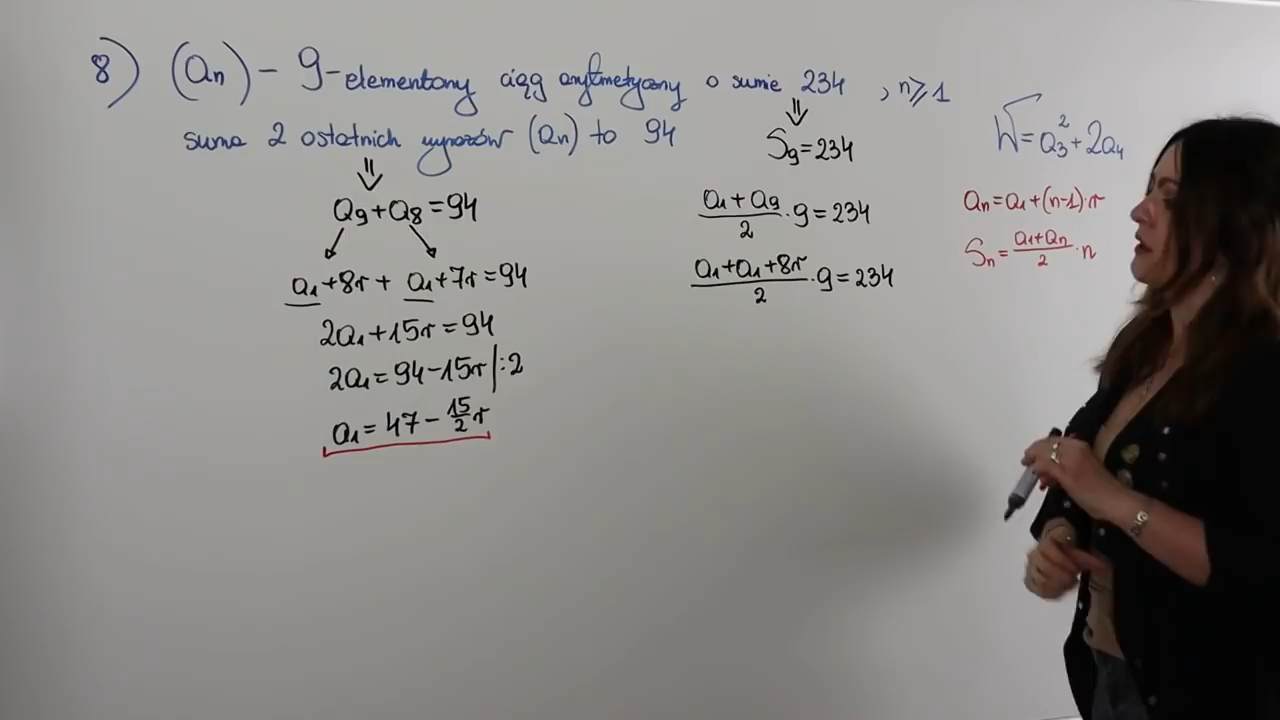 8) (an) - 9-elementowy ciąg arytmetyczny o sumie 234 , n⩾1
suma 2 ostatnich wyrazów (an) to 94
⇓
S₉=234
W=a₃²+2a₄
a₉+a₈=94
(a₁+a₉)/2·9=234
aₙ=a₁+(n-1)·r
Sₙ=(a₁+aₙ)/2·n
a₁+8r+a₁+7r=94
(a₁+a₁+8r)/2·9=234
2a₁+15r=94
2a₁=94-15r|:2
a₁=47-15/2r